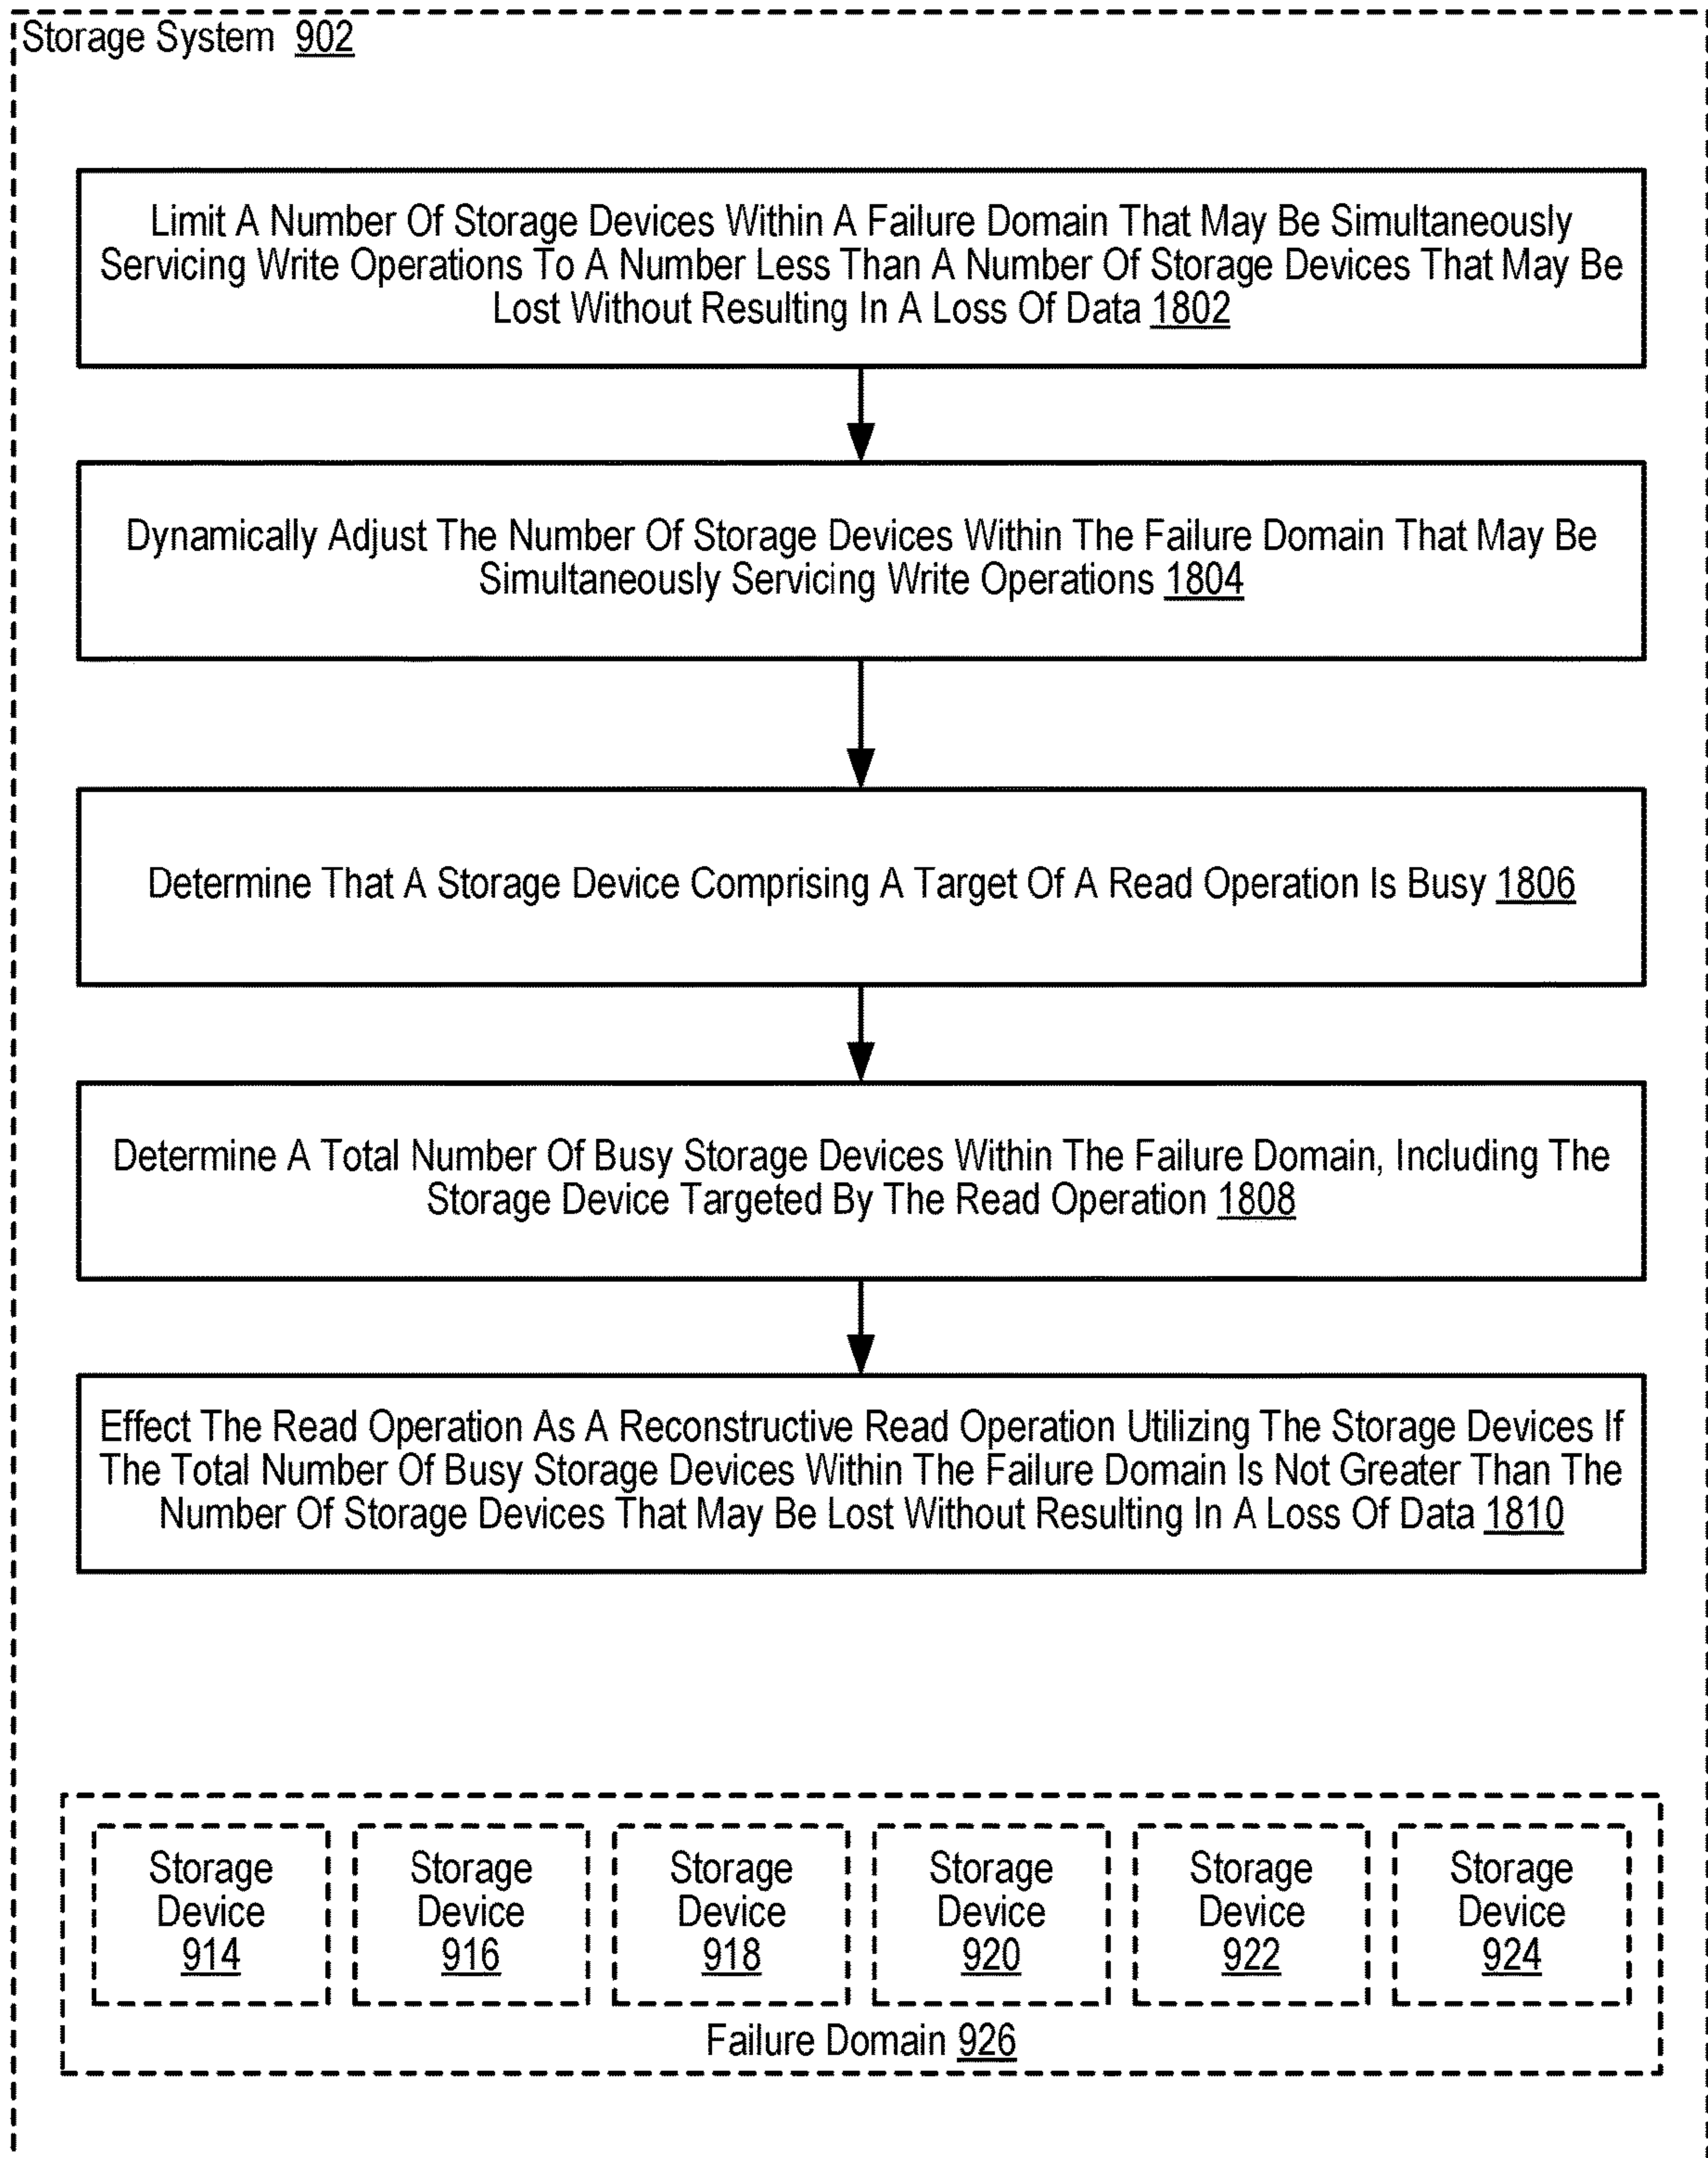 Storage System 902
Limit A Number Of Storage Devices Within A Failure Domain That May Be Simultaneously
Servicing Write Operations To A Number Less Than A Number Of Storage Devices That May Be
Lost Without Resulting In A Loss Of Data 1802
Dynamically Adjust The Number Of Storage Devices Within The Failure Domain That May Be
Simultaneously Servicing Write Operations 1804
Determine That A Storage Device Comprising A Target Of A Read Operation Is Busy 1806
Determine A Total Number Of Busy Storage Devices Within The Failure Domain, Including The
Storage Device Targeted By The Read Operation 1808
Effect The Read Operation As A Reconstructive Read Operation Utilizing The Storage Devices If
The Total Number Of Busy Storage Devices Within The Failure Domain Is Not Greater Than The
Number Of Storage Devices That May Be Lost Without Resulting In A Loss Of Data 1810
Storage
Device
914
Storage
Device
916
Storage
Device
918
Storage
Device
920
Storage
Device
922
Storage
Device
924
Failure Domain 926